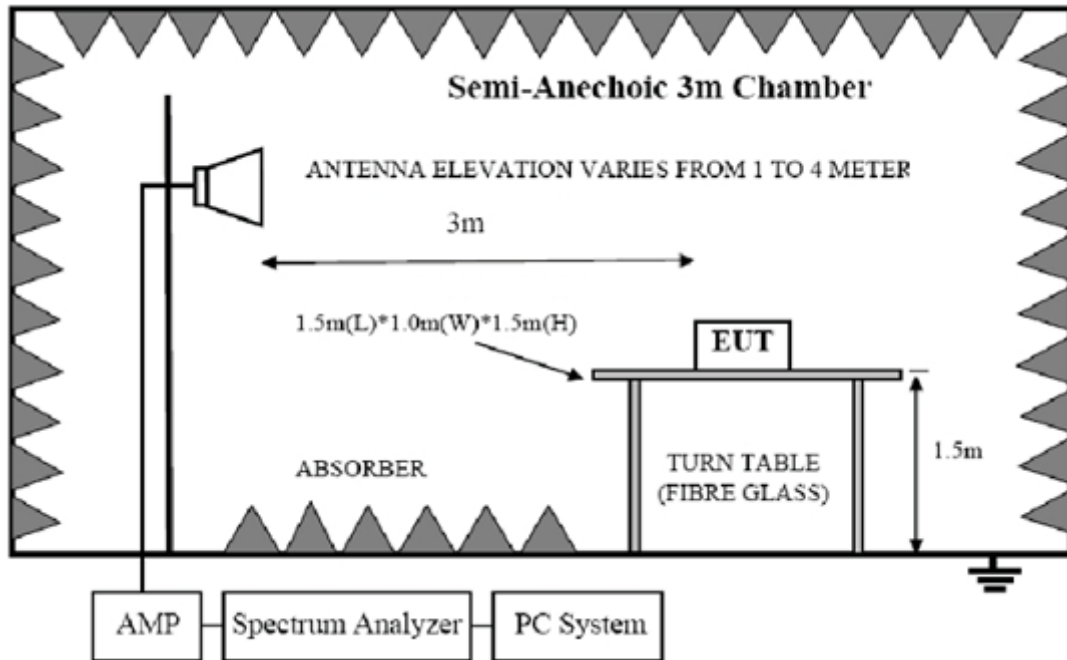 Semi-Anechoic 3m Chamber
ANTENNA ELEVATION VARIES FROM 1 TO 4 METER
3m
1.5m(L)*1.0m(W)*1.5m(H)
EUT
1.5m
ABSORBER
TURN TABLE
(FIBRE GLASS)
AMP
Spectrum Analyzer
PC System